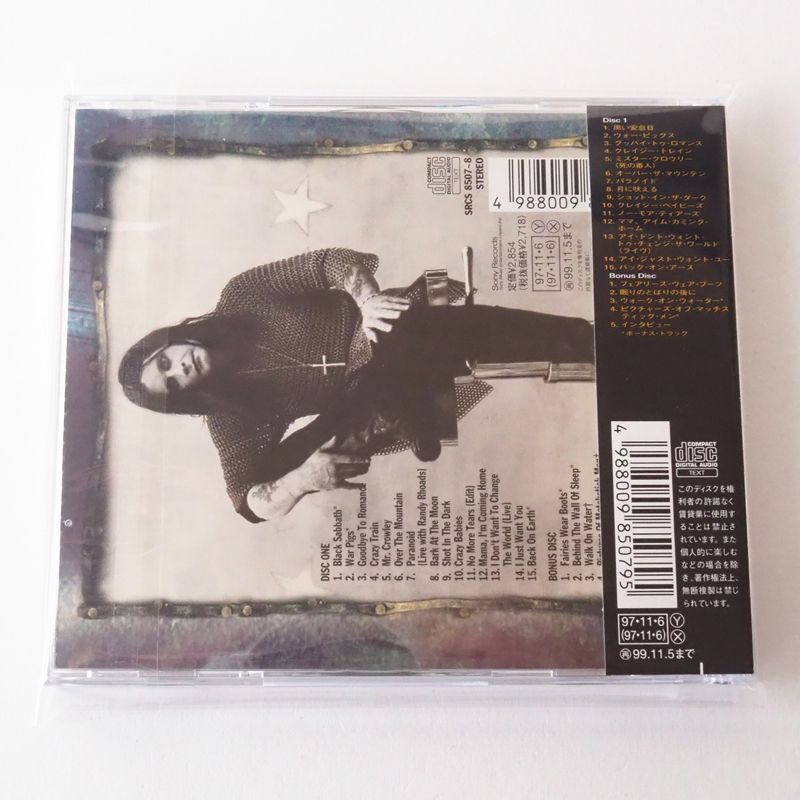 Disc 1
1. 黒い安息日
2. ウォー・ピッグス
3. グッバイ・トゥ・ロマンス
4. クレイジー・トレイン
5. ミスター・クロウリー
(死の番人)
6. オーバー・ザ・マウンテン
7. パラノイド
8. 月に吠える
9. ショット・イン・ザ・ダーク
10. クレイジー・ベイビーズ
11. ノー・モア・ティアーズ
12. ママ、アイム・カミング・
ホーム
13. アイ・ドント・ウォント・
トゥ・チェンジ・ザ・ワールド
(ライヴ)
14. アイ・ジャスト・ウォント・ユー
15. バック・オン・アース
Bonus Disc
1. フェアリーズ・ウェア・ブーツ
2. 眠りのとばりの後に
3. ウォーク・オン・ウォーター*
4. ピクチャーズ・オブ・マッチス
ティック・メン*
5. インタビュー
*ボーナス・トラック
4 988009 850795
COMPACT
disc
DIGITAL AUDIO
TEXT
このディスクを権
利者の許諾なく
賃貸業に使用す
ることは禁止さ
れています。また
個人的に楽しむ
などの場合を除
き、著作権法上、
無断複製は禁じ
られています。
97・11・6 Y
(97・11・6) X
再 99.11.5まで
COMPACT
disc
DIGITAL AUDIO
TEXT
SRCS 8507~8
STEREO
4 988009
Sony Records
定価¥2,854
(税抜価格¥2,718)
97・11・6 Y
(97・11・6) X
再 99.11.5まで
DISC ONE
1. Black Sabbath*
2. War Pigs*
3. Goodbye To Romance
4. Crazy Train
5. Mr. Crowley
6. Over The Mountain
7. Paranoid
(Live with Randy Rhoads)
8. Bark At The Moon
9. Shot In The Dark
10. Crazy Babies
11. No More Tears (Edit)
12. Mama, I'm Coming Home
13. I Don't Want To Change
The World (Live)
14. I Just Want You
15. Back On Earth†
BONUS DISC
1. Fairies Wear Boots*
2. Behind The Wall Of Sleep*
3. Walk On Water†